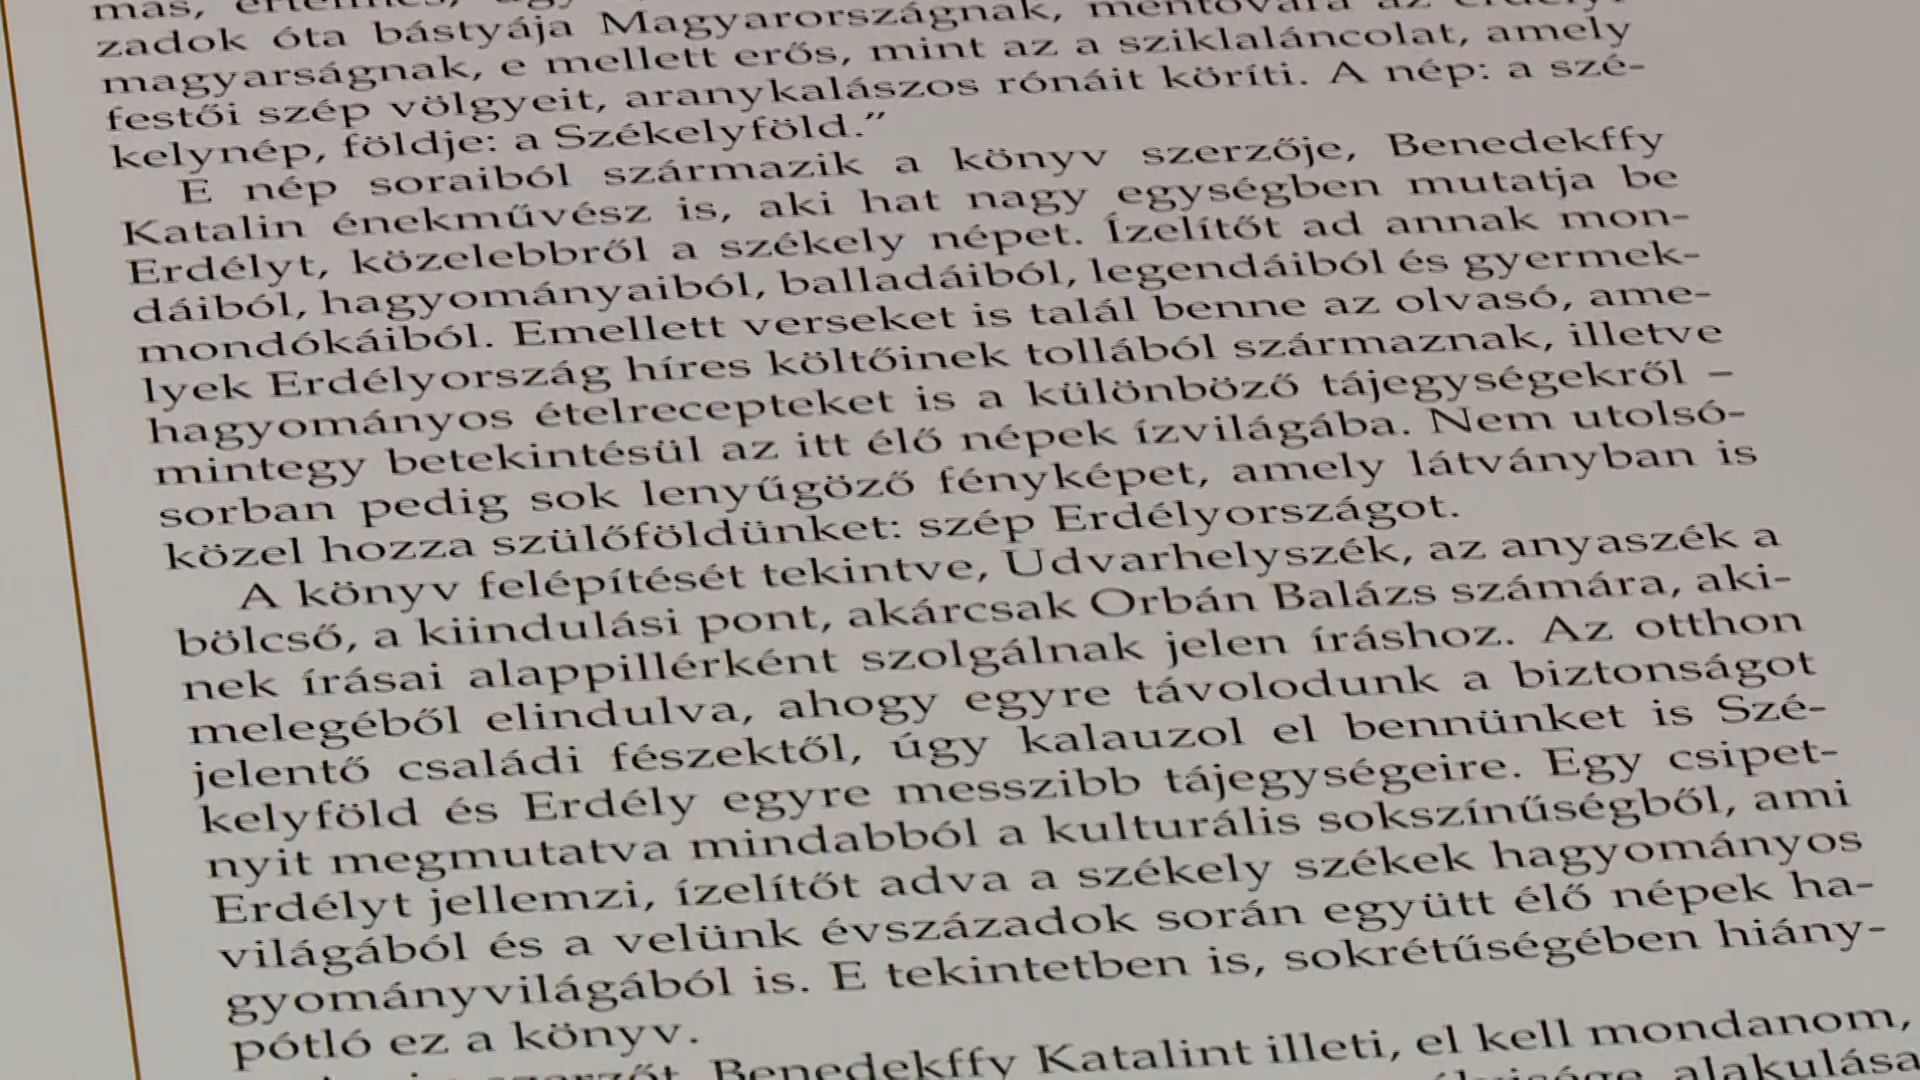 zadok óta bástyája Magyarországnak, mentővára az
magyarságnak, e mellett erős, mint az a sziklaláncolat, amely
festői szép völgyeit, aranykalászos rónáit köríti. A nép: a szé-
kelynép, földje: a Székelyföld.”
E nép soraiból származik a könyv szerzője, Benedekffy
Katalin énekművész is, aki hat nagy egységben mutatja be
Erdélyt, közelebbről a székely népet. Ízelítőt ad annak mon-
dáiból, hagyományaiból, balladáiból, legendáiból és gyermek-
mondókáiból. Emellett verseket is talál benne az olvasó, ame-
lyek Erdélyország híres költőinek tollából származnak, illetve
hagyományos ételrecepteket is a különböző tájegységekről –
mintegy betekintésül az itt élő népek ízvilágába. Nem utolsó-
sorban pedig sok lenyűgöző fényképet, amely látványban is
közel hozza szülőföldünket: szép Erdélyországot.
A könyv felépítését tekintve, Udvarhelyszék, az anyaszék a
bölcső, a kiindulási pont, akárcsak Orbán Balázs számára, aki-
nek írásai alappillérként szolgálnak jelen íráshoz. Az otthon
melegéből elindulva, ahogy egyre távolodunk a biztonságot
jelentő családi fészektől, úgy kalauzol el bennünket is Szé-
kelyföld és Erdély egyre messzibb tájegységeire. Egy csipet-
nyit megmutatva mindabból a kulturális sokszínűségből, ami
Erdélyt jellemzi, ízelítőt adva a székely székek hagyományos
világából és a velünk évszázadok során együtt élő népek ha-
gyományvilágából is. E tekintetben is, sokrétűségében hiány-
pótló ez a könyv.
Benedekffy Katalint illeti, el kell mondanom,
alakulása